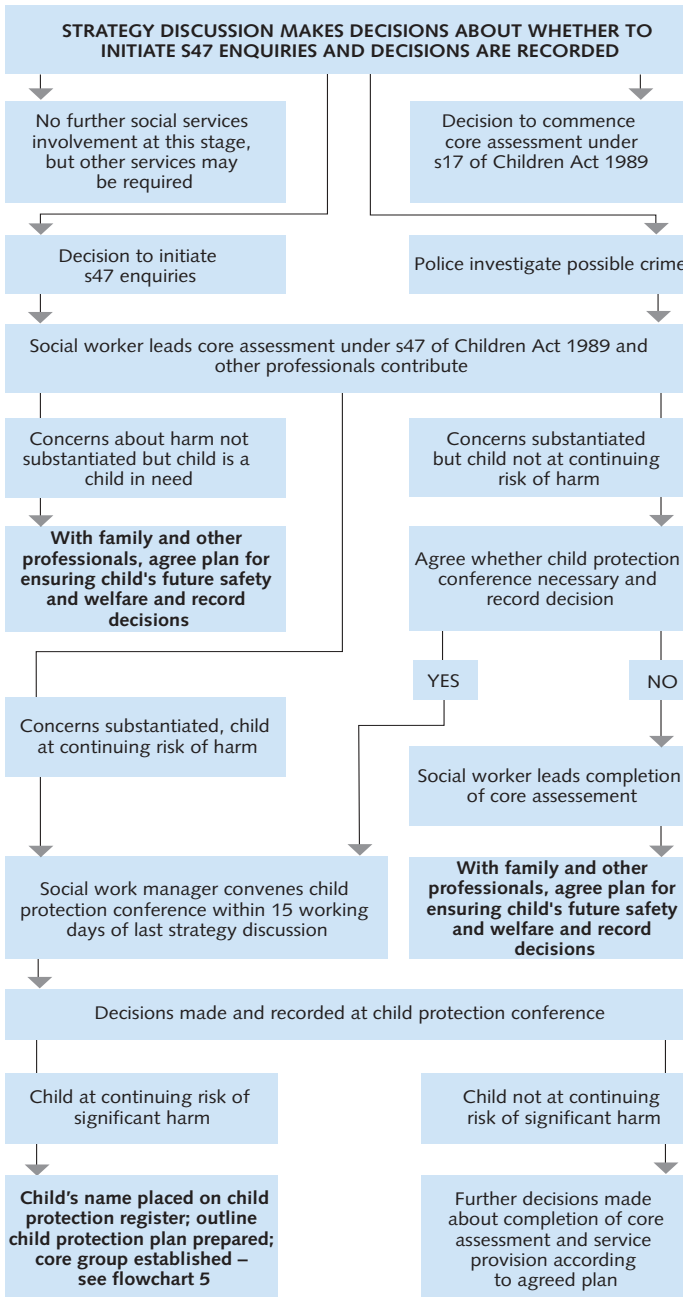 STRATEGY DISCUSSION MAKES DECISIONS ABOUT WHETHER TO
INITIATE S47 ENQUIRIES AND DECISIONS ARE RECORDED
No further social services
involvement at this stage,
but other services may
be required
Decision to commence
core assessment under
s17 of Children Act 1989
Decision to initiate
s47 enquiries
Police investigate possible crime
Social worker leads core assessment under s47 of Children Act 1989 and
other professionals contribute
Concerns about harm not
substantiated but child is a
child in need
Concerns substantiated
but child not at continuing
risk of harm
With family and other
professionals, agree plan for
ensuring child's future safety
and welfare and record
decisions
Agree whether child protection
conference necessary and
record decision
YES
NO
Concerns substantiated, child
at continuing risk of harm
Social worker leads completion
of core assessement
Social work manager convenes child
protection conference within 15 working
days of last strategy discussion
With family and other
professionals, agree plan for
ensuring child's future safety
and welfare and record
decisions
Decisions made and recorded at child protection conference
Child at continuing risk of
significant harm
Child not at continuing
risk of significant harm
Child’s name placed on child
protection register; outline
child protection plan prepared;
core group established –
see flowchart 5
Further decisions made
about completion of core
assessment and service
provision according
to agreed plan